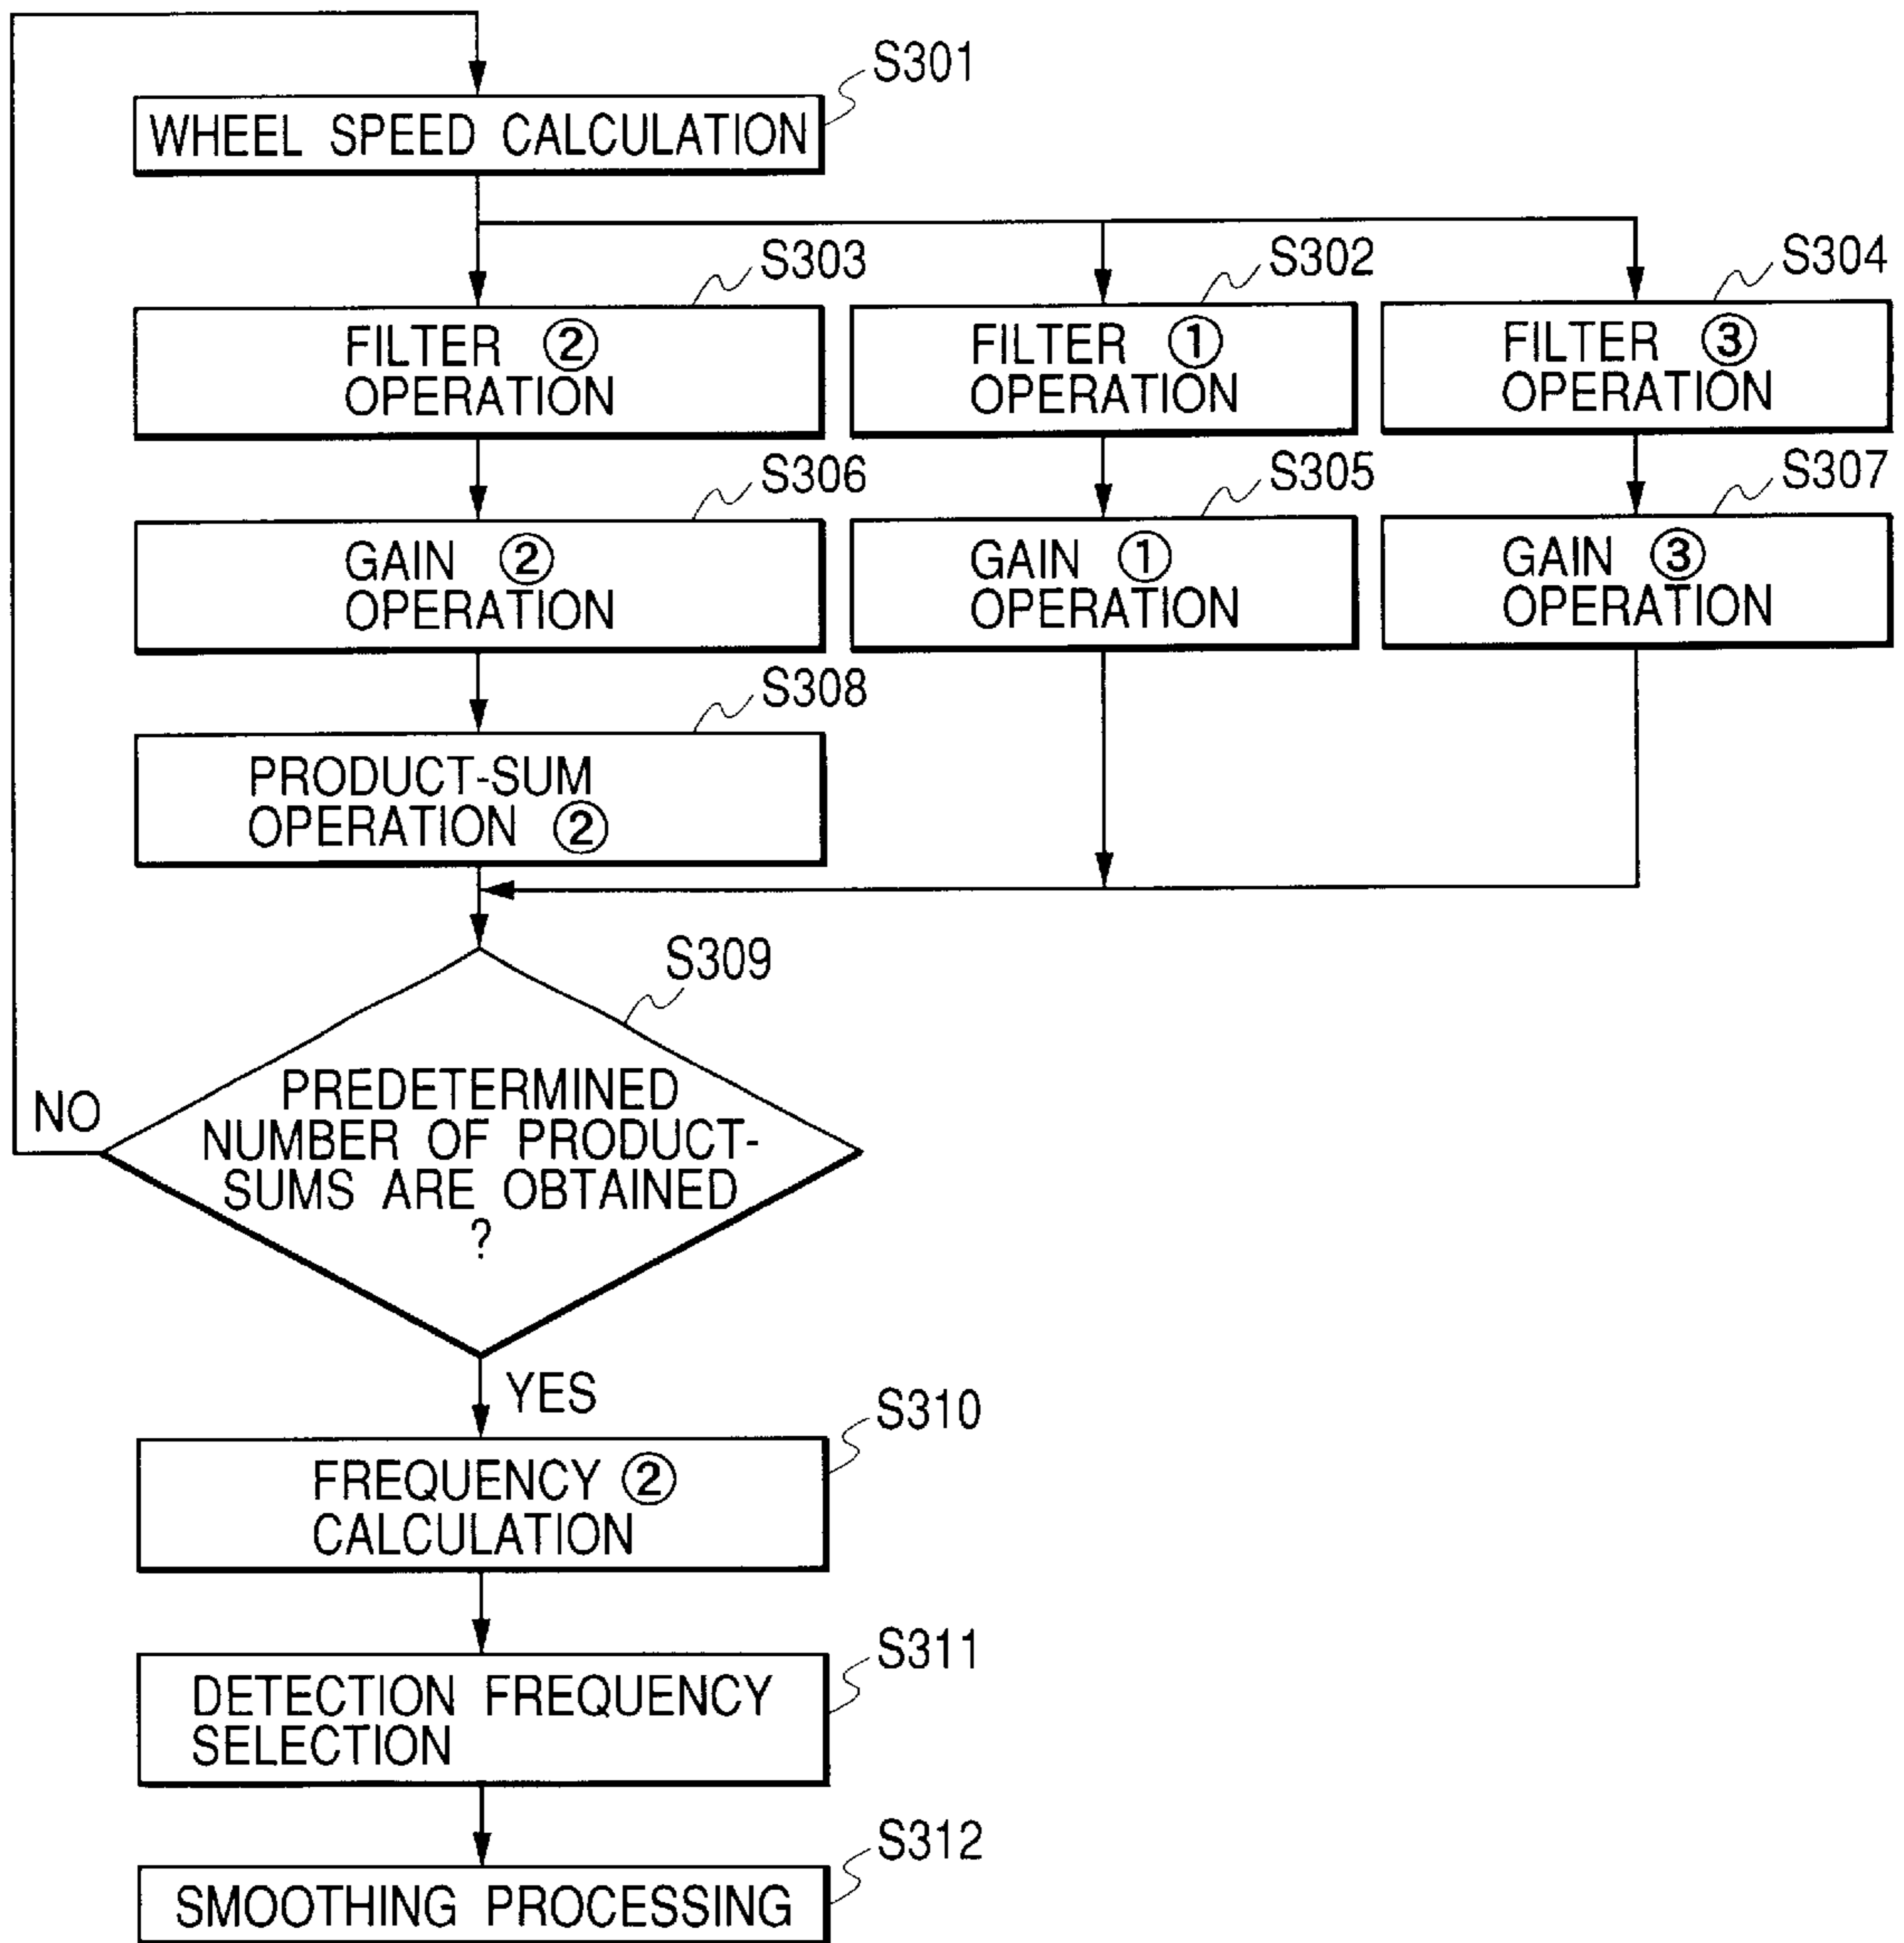 S301
WHEEL SPEED CALCULATION
S303
FILTER ②
OPERATION
S302
FILTER ①
OPERATION
S304
FILTER ③
OPERATION
S306
GAIN ②
OPERATION
S305
GAIN ①
OPERATION
S307
GAIN ③
OPERATION
S308
PRODUCT-SUM
OPERATION ②
S309
PREDETERMINED
NUMBER OF PRODUCT-
SUMS ARE OBTAINED
?
NO
YES
S310
FREQUENCY ②
CALCULATION
S311
DETECTION FREQUENCY
SELECTION
S312
SMOOTHING PROCESSING